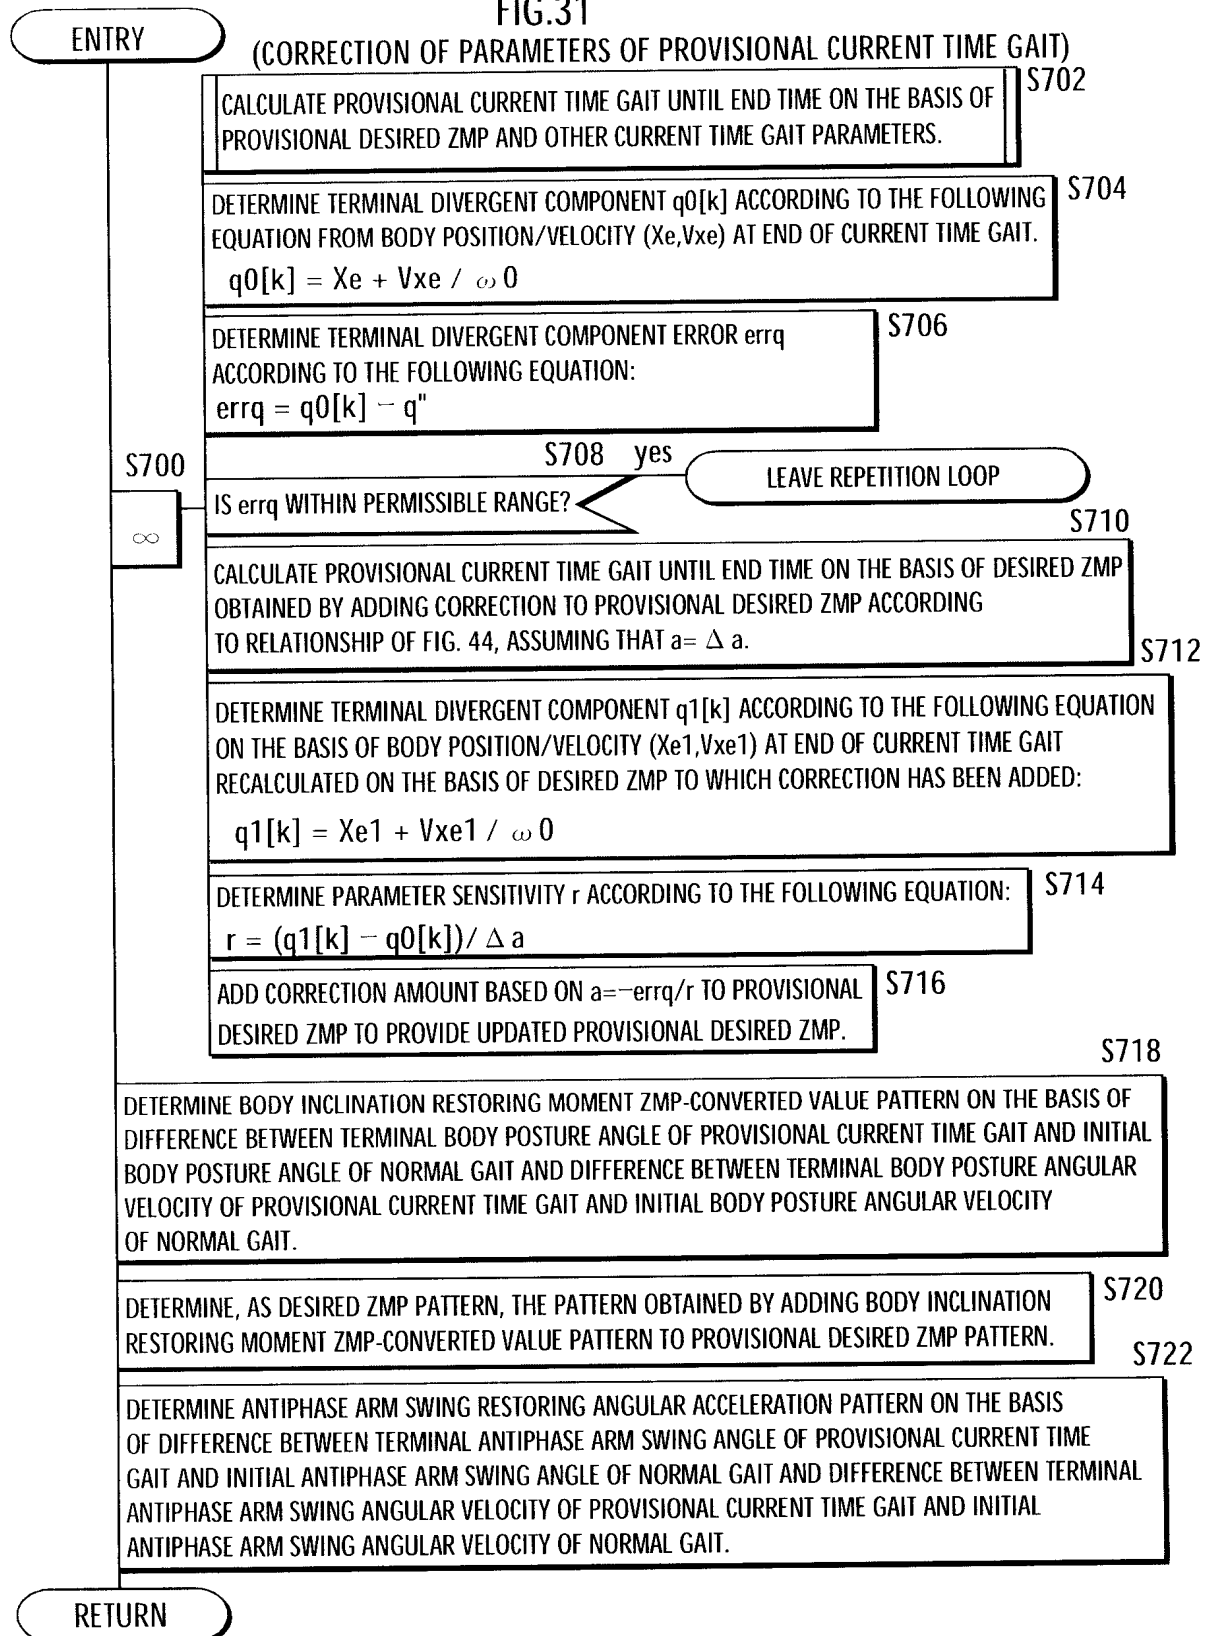 FIG.31
ENTRY
(CORRECTION OF PARAMETERS OF PROVISIONAL CURRENT TIME GAIT)
S702
CALCULATE PROVISIONAL CURRENT TIME GAIT UNTIL END TIME ON THE BASIS OF
PROVISIONAL DESIRED ZMP AND OTHER CURRENT TIME GAIT PARAMETERS.
S704
DETERMINE TERMINAL DIVERGENT COMPONENT q0[k] ACCORDING TO THE FOLLOWING
EQUATION FROM BODY POSITION/VELOCITY (Xe,Vxe) AT END OF CURRENT TIME GAIT.
q0[k] = Xe + Vxe / ω 0
S706
DETERMINE TERMINAL DIVERGENT COMPONENT ERROR errq
ACCORDING TO THE FOLLOWING EQUATION:
errq = q0[k] − q"
S700
∞
S708 yes
IS errq WITHIN PERMISSIBLE RANGE?
LEAVE REPETITION LOOP
S710
CALCULATE PROVISIONAL CURRENT TIME GAIT UNTIL END TIME ON THE BASIS OF DESIRED ZMP
OBTAINED BY ADDING CORRECTION TO PROVISIONAL DESIRED ZMP ACCORDING
TO RELATIONSHIP OF FIG. 44, ASSUMING THAT a= Δ a.
S712
DETERMINE TERMINAL DIVERGENT COMPONENT q1[k] ACCORDING TO THE FOLLOWING EQUATION
ON THE BASIS OF BODY POSITION/VELOCITY (Xe1,Vxe1) AT END OF CURRENT TIME GAIT
RECALCULATED ON THE BASIS OF DESIRED ZMP TO WHICH CORRECTION HAS BEEN ADDED:
q1[k] = Xe1 + Vxe1 / ω 0
S714
DETERMINE PARAMETER SENSITIVITY r ACCORDING TO THE FOLLOWING EQUATION:
r = (q1[k] − q0[k])/ Δ a
S716
ADD CORRECTION AMOUNT BASED ON a=−errq/r TO PROVISIONAL
DESIRED ZMP TO PROVIDE UPDATED PROVISIONAL DESIRED ZMP.
S718
DETERMINE BODY INCLINATION RESTORING MOMENT ZMP-CONVERTED VALUE PATTERN ON THE BASIS OF
DIFFERENCE BETWEEN TERMINAL BODY POSTURE ANGLE OF PROVISIONAL CURRENT TIME GAIT AND INITIAL
BODY POSTURE ANGLE OF NORMAL GAIT AND DIFFERENCE BETWEEN TERMINAL BODY POSTURE ANGULAR
VELOCITY OF PROVISIONAL CURRENT TIME GAIT AND INITIAL BODY POSTURE ANGULAR VELOCITY
OF NORMAL GAIT.
S720
DETERMINE, AS DESIRED ZMP PATTERN, THE PATTERN OBTAINED BY ADDING BODY INCLINATION
RESTORING MOMENT ZMP-CONVERTED VALUE PATTERN TO PROVISIONAL DESIRED ZMP PATTERN.
S722
DETERMINE ANTIPHASE ARM SWING RESTORING ANGULAR ACCELERATION PATTERN ON THE BASIS
OF DIFFERENCE BETWEEN TERMINAL ANTIPHASE ARM SWING ANGLE OF PROVISIONAL CURRENT TIME
GAIT AND INITIAL ANTIPHASE ARM SWING ANGLE OF NORMAL GAIT AND DIFFERENCE BETWEEN TERMINAL
ANTIPHASE ARM SWING ANGULAR VELOCITY OF PROVISIONAL CURRENT TIME GAIT AND INITIAL
ANTIPHASE ARM SWING ANGULAR VELOCITY OF NORMAL GAIT.
RETURN